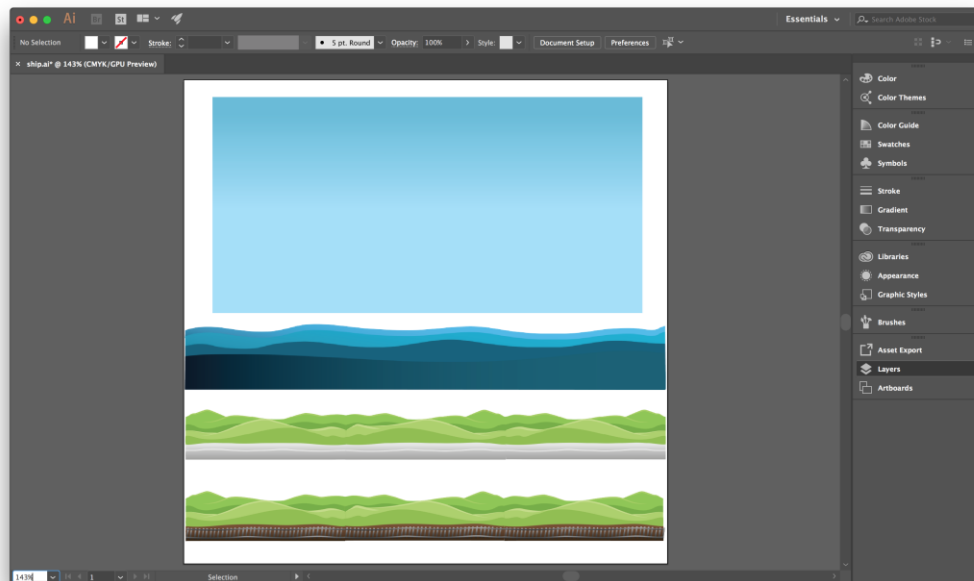 Ai Br St Essentials Search Adobe Stock
No Selection Stroke: 5 pt. Round Opacity: 100% Style: Document Setup Preferences
× ship.ai* @ 143% (CMYK/GPU Preview)
Color
Color Themes
Color Guide
Swatches
Symbols
Stroke
Gradient
Transparency
Libraries
Appearance
Graphic Styles
Brushes
Asset Export
Layers
Artboards
143% 1 Selection